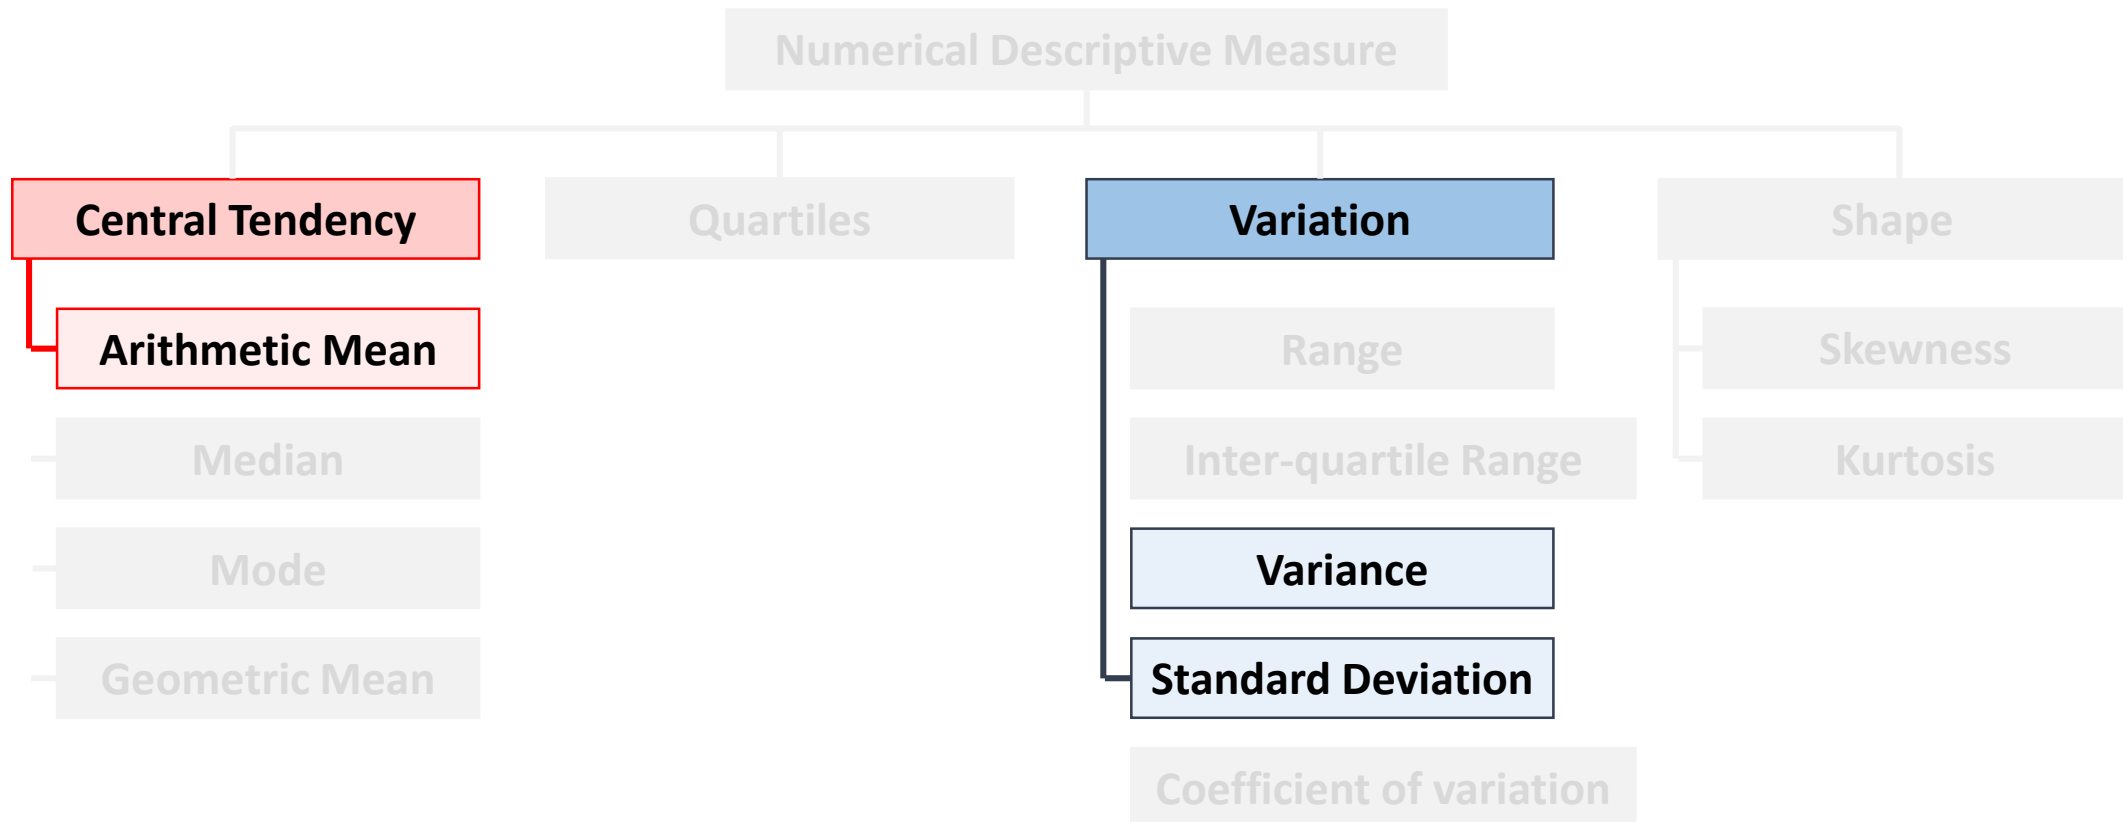 Numerical Descriptive Measure
Central Tendency
Quartiles
Variation
Shape
Arithmetic Mean
Range
Skewness
Median
Inter-quartile Range
Kurtosis
Mode
Variance
Geometric Mean
Standard Deviation
Coefficient of variation